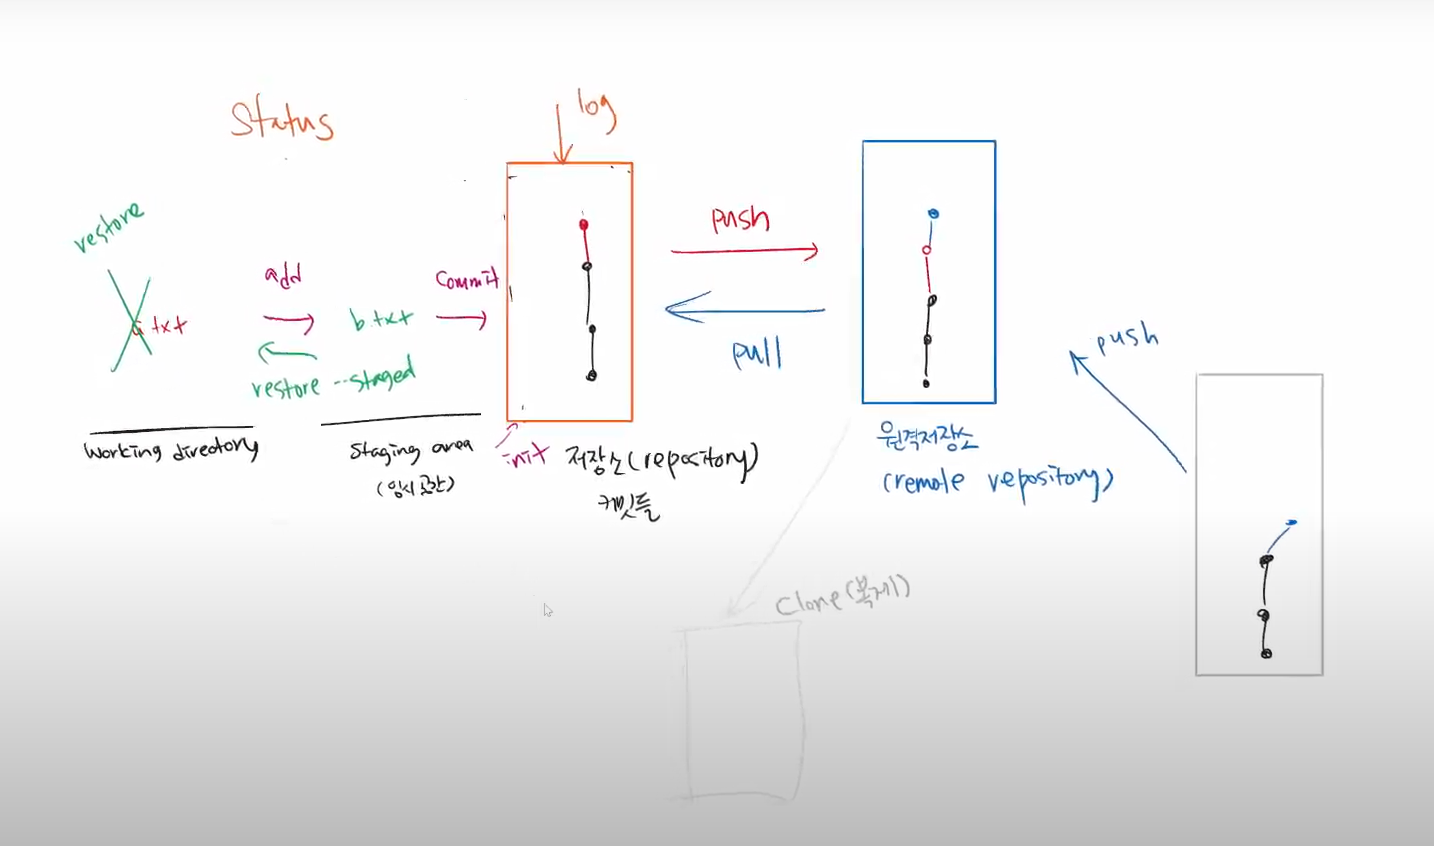 Status
log
restore
a.txt
add
b.txt
commit
restore --staged
push
pull
push
working directory
staging area
(임시공간)
init
저장소(repository)
커밋들
원격저장소
(remote repository)
clone(복제)